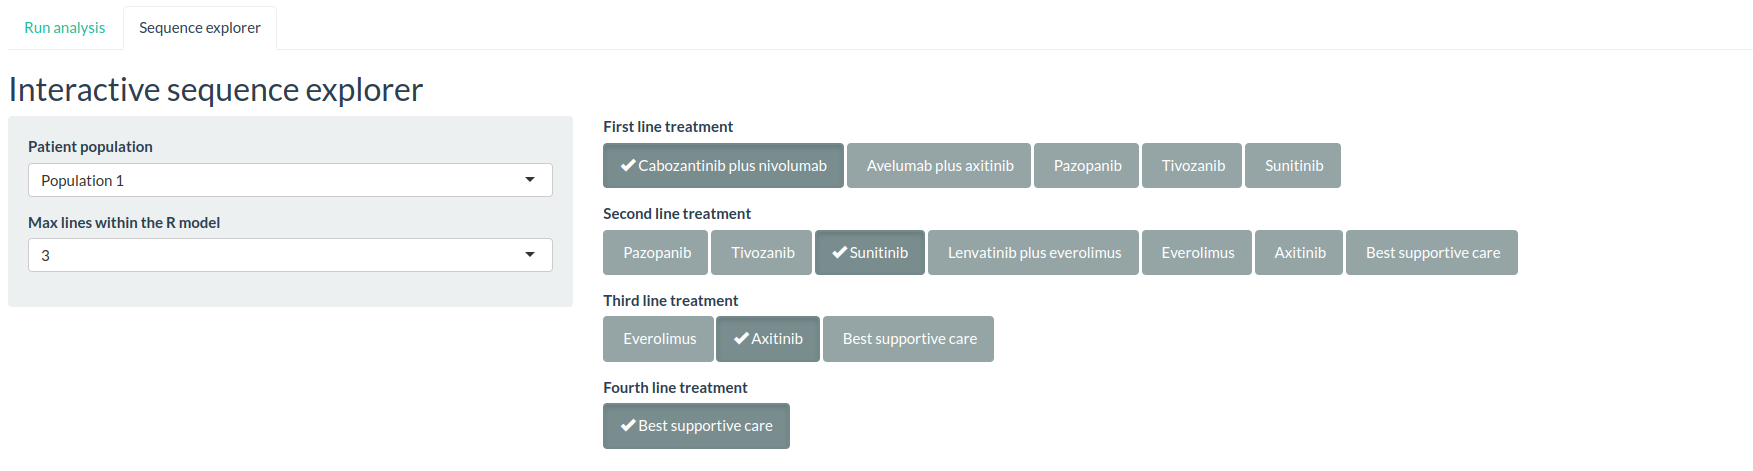 Run analysis Sequence explorer
Interactive sequence explorer
Patient population
Population 1
Max lines within the R model
3
First line treatment
Cabozantinib plus nivolumab Avelumab plus axitinib Pazopanib Tivozanib Sunitinib
Second line treatment
Pazopanib Tivozanib Sunitinib Lenvatinib plus everolimus Everolimus Axitinib Best supportive care
Third line treatment
Everolimus Axitinib Best supportive care
Fourth line treatment
Best supportive care